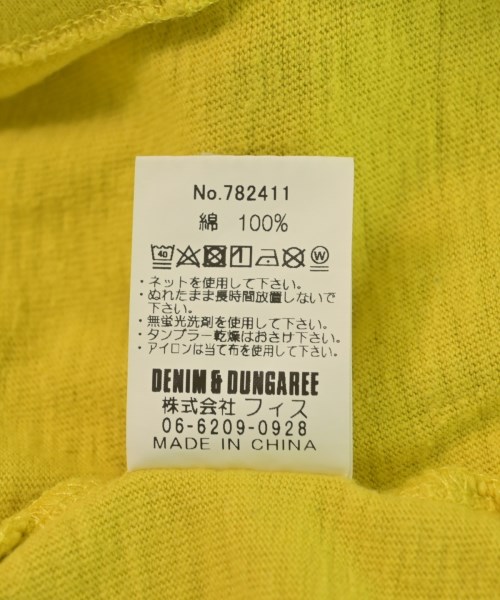 No.782411
綿 100%
40 W
・ネットを使用して下さい。
・ぬれたまま長時間放置しないで
下さい。
・無蛍光洗剤を使用して下さい。
・タンブラー乾燥はおさけ下さい。
・アイロンは当て布を使用して下さい。
DENIM & DUNGAREE
株式会社 フィス
06-6209-0928
MADE IN CHINA